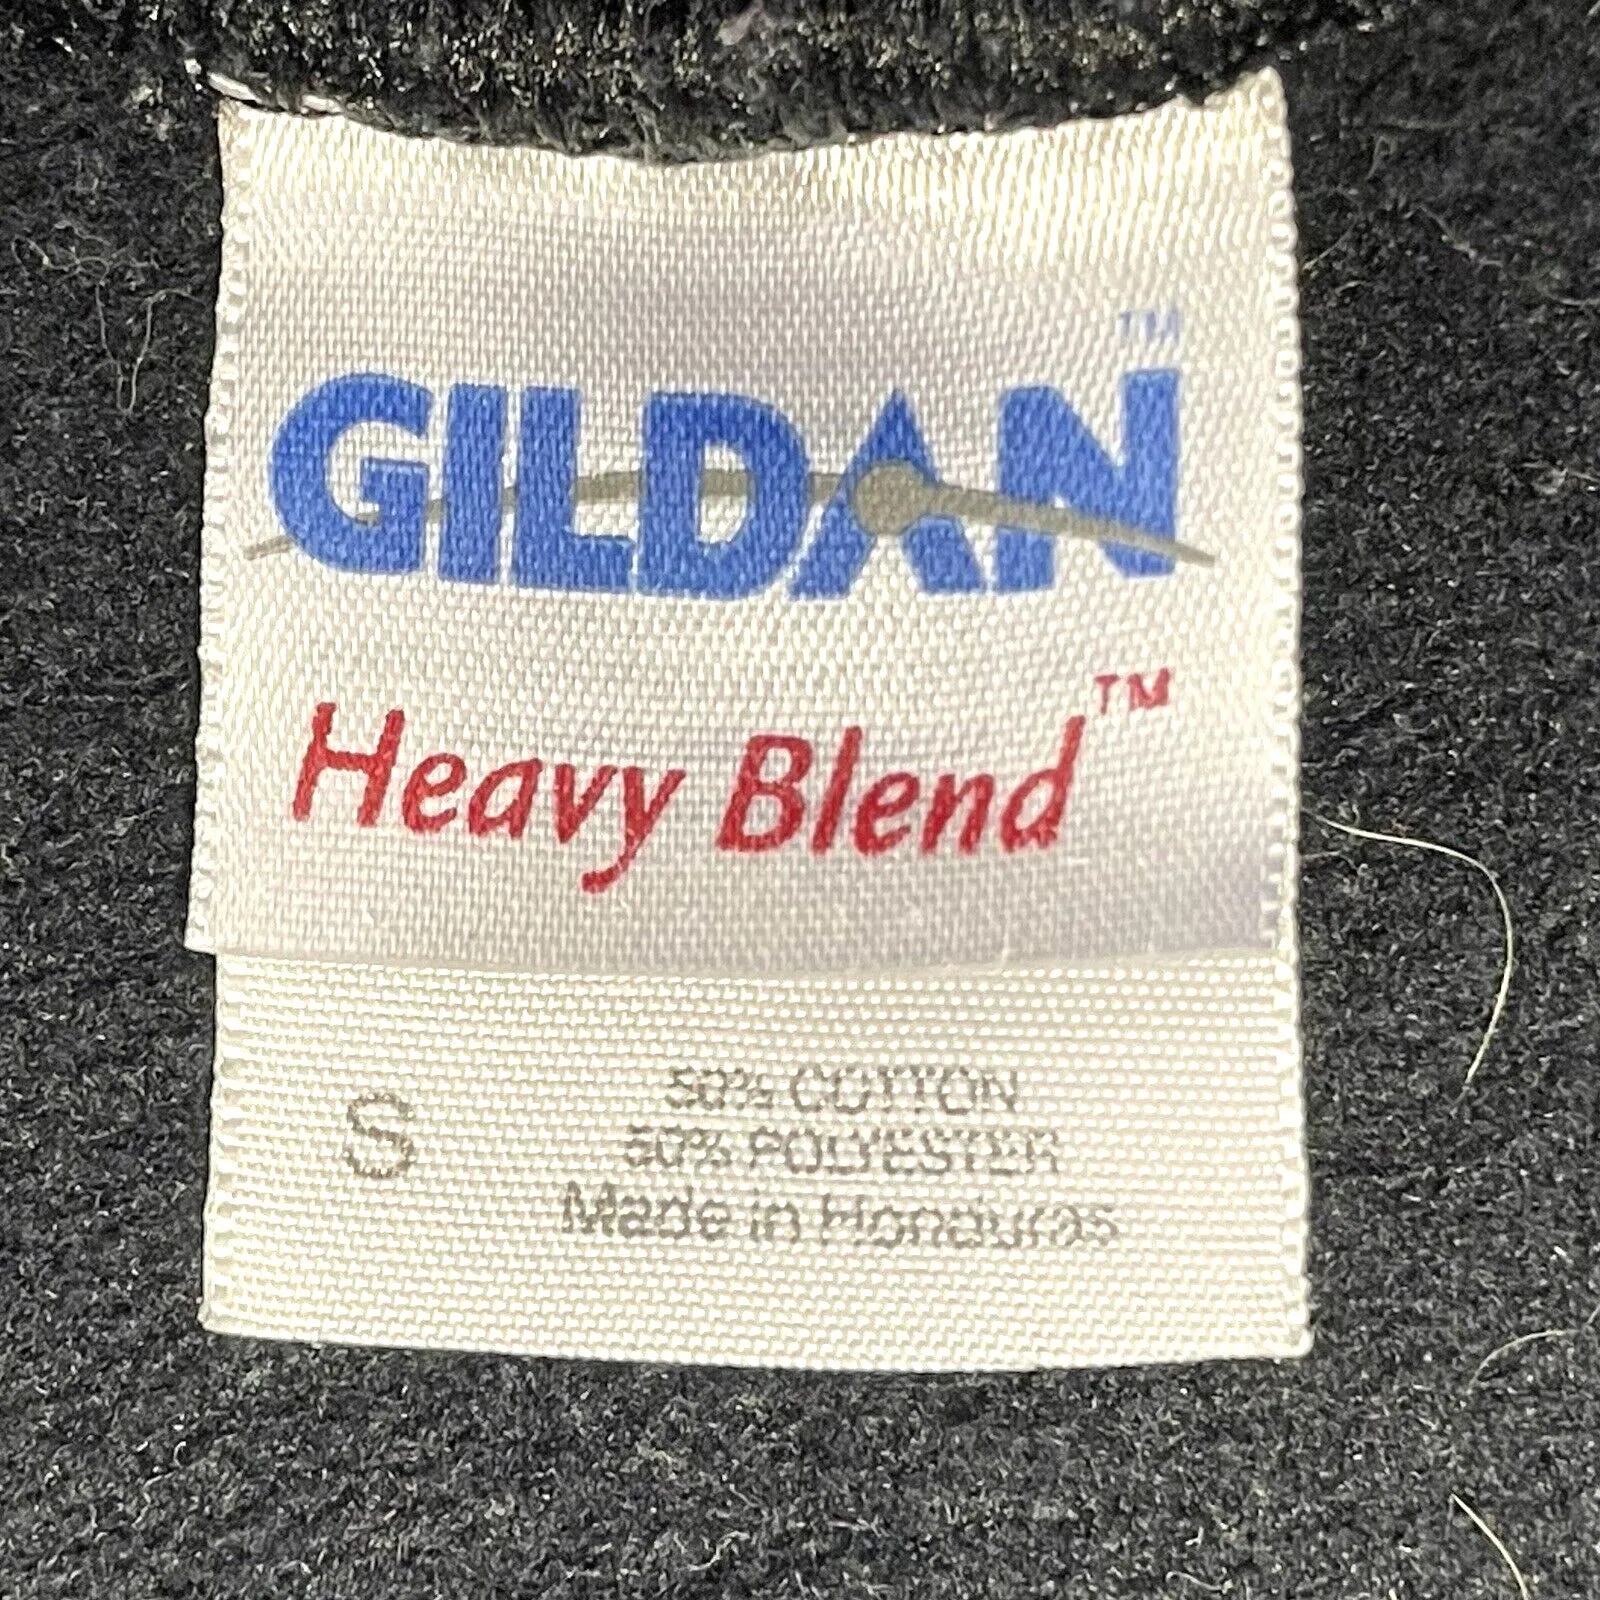 GILDAN™
Heavy Blend™
S
50% COTTON
50% POLYESTER
Made in Honduras